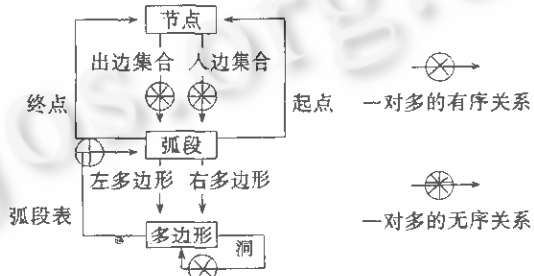 节点
出边集合 人边集合
终点
起点
一对多的有序关系
弧段
左多边形 右多边形
弧段表
多边形
洞
一对多的无序关系